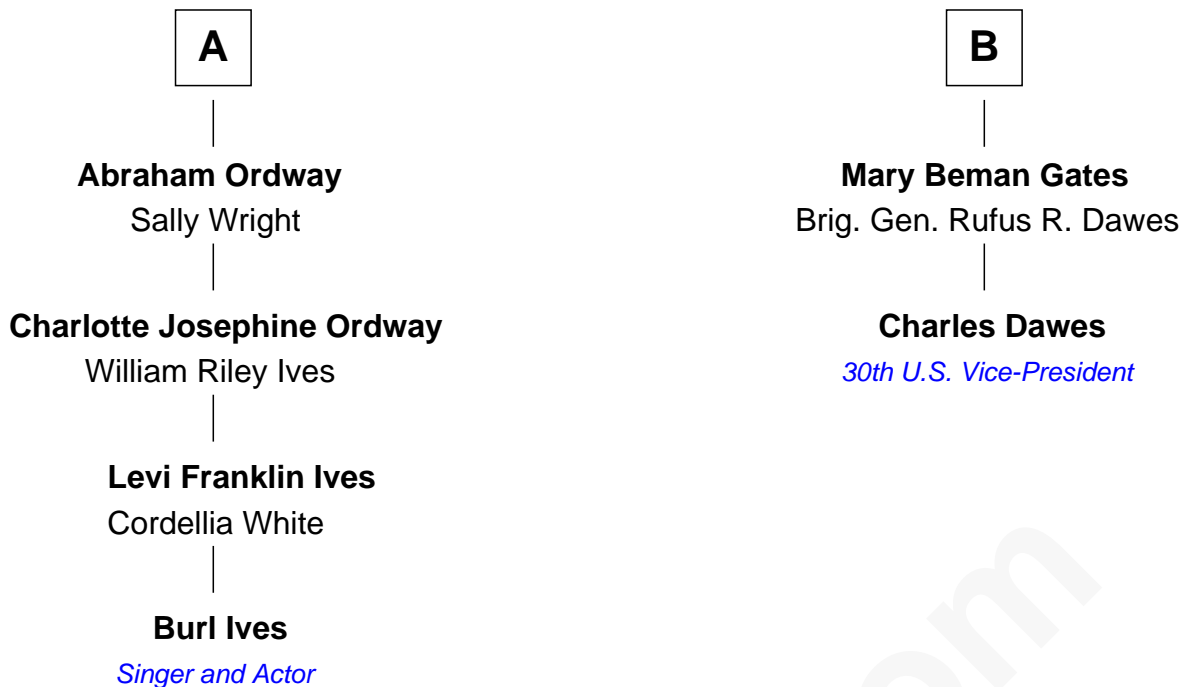 A
Abraham Ordway
Sally Wright
Charlotte Josephine Ordway
William Riley Ives
Levi Franklin Ives
Cordellia White
Burl Ives
Singer and Actor
B
Mary Beman Gates
Brig. Gen. Rufus R. Dawes
Charles Dawes
30th U.S. Vice-President
om